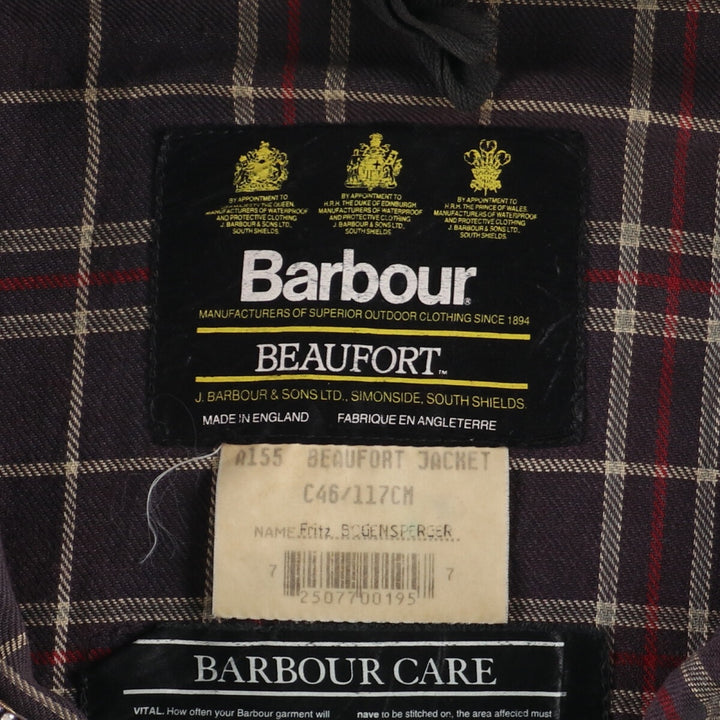 BY APPOINTMENT TO
HER MAJESTY THE QUEEN.
MANUFACTURERS OF WATERPROOF
AND PROTECTIVE CLOTHING
J. BARBOUR & SONS LTD.
SOUTH SHIELDS.
BY APPOINTMENT TO
H.R.H. THE DUKE OF EDINBURGH
MANUFACTURERS OF WATERPROOF
AND PROTECTIVE CLOTHING
J. BARBOUR & SONS LTD.
SOUTH SHIELDS.
BY APPOINTMENT TO
H.R.H. THE PRINCE OF WALES.
MANUFACTURERS OF WATERPROOF
AND PROTECTIVE CLOTHING
J. BARBOUR & SONS LTD.
SOUTH SHIELDS.
Barbour®
MANUFACTURERS OF SUPERIOR OUTDOOR CLOTHING SINCE 1894
BEAUFORT™
J. BARBOUR & SONS LTD., SIMONSIDE, SOUTH SHIELDS.
MADE IN ENGLAND FABRIQUE EN ANGLETERRE
A155 BEAUFORT JACKET
C46/117CM
NAME Fritz BOGENSPERGER
7 2507700195 7
BARBOUR CARE
VITAL. How often your Barbour garment will
nave to be stitched on, the area affected must